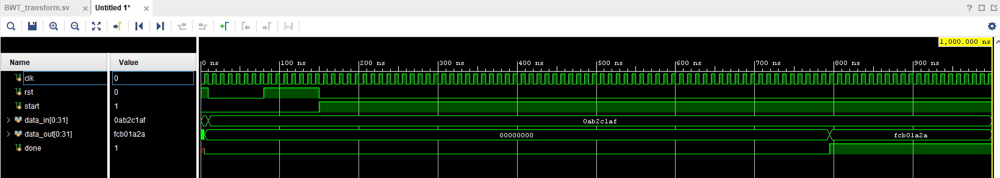 BWT_transform.sv × Untitled 1* ×
1,000.000 ns
Name Value
0 ns 100 ns 200 ns 300 ns 400 ns 500 ns 600 ns 700 ns 800 ns 900 ns
clk 0
rst 0
start 1
data_in[0:31] 0ab2c1af 0ab2c1af
data_out[0:31] fcb01a2a 00000000 fcb01a2a
done 1